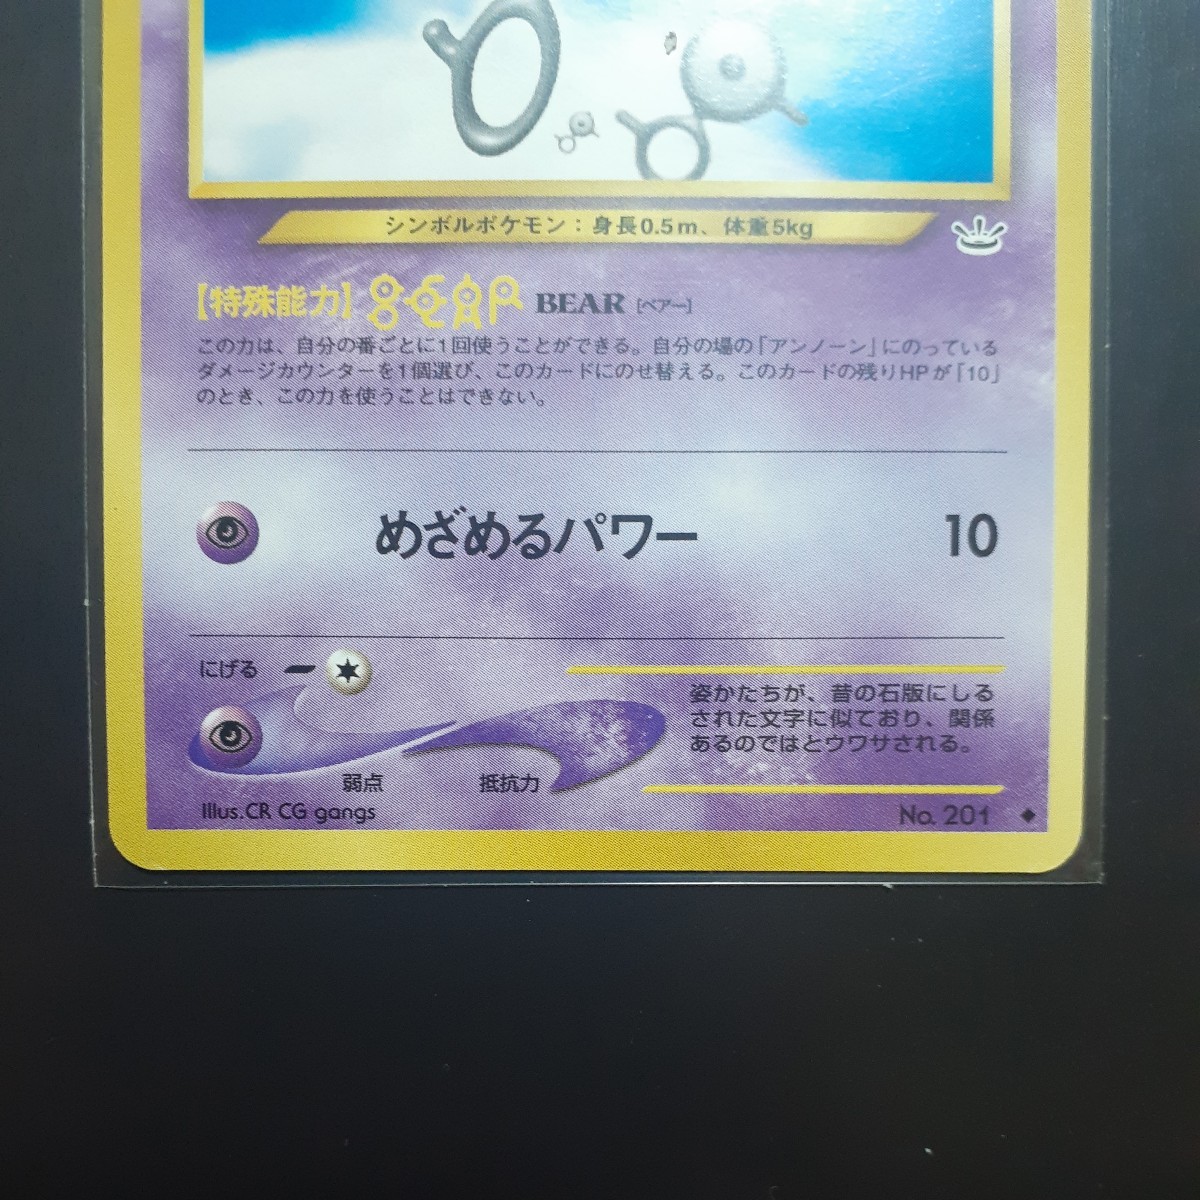 シンボルポケモン：身長0.5m、体重5kg
【特殊能力】BEAR BEAR [ベアー]
この力は、自分の番ごとに1回使うことができる。自分の場の「アンノーン」にのっている
ダメージカウンターを1個選び、このカードにのせ替える。このカードの残りHPが「10」
のとき、この力を使うことはできない。
めざめるパワー 10
にげる
姿かたちが、昔の石版にしる
された文字に似ており、関係
あるのではとウワサされる。
弱点 抵抗力
Illus.CR CG gangs No. 201